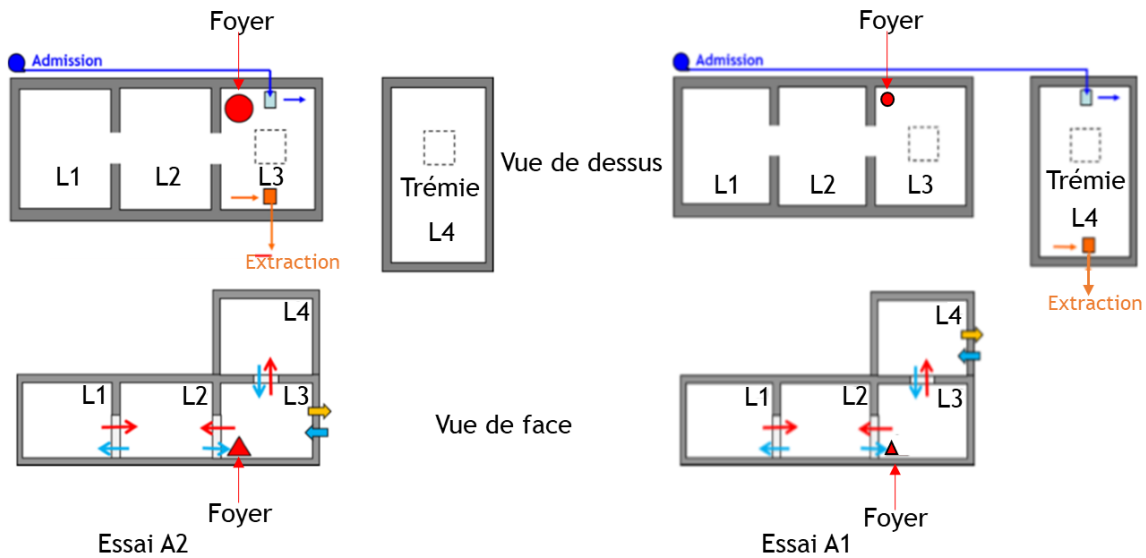 Foyer
Foyer
Admission
Admission
L1
L2
L3
Trémie
L4
Vue de dessus
L1
L2
L3
Trémie
L4
Extraction
Extraction
L4
L1
L2
L3
Vue de face
L4
L1
L2
L3
Foyer
Foyer
Essai A2
Essai A1